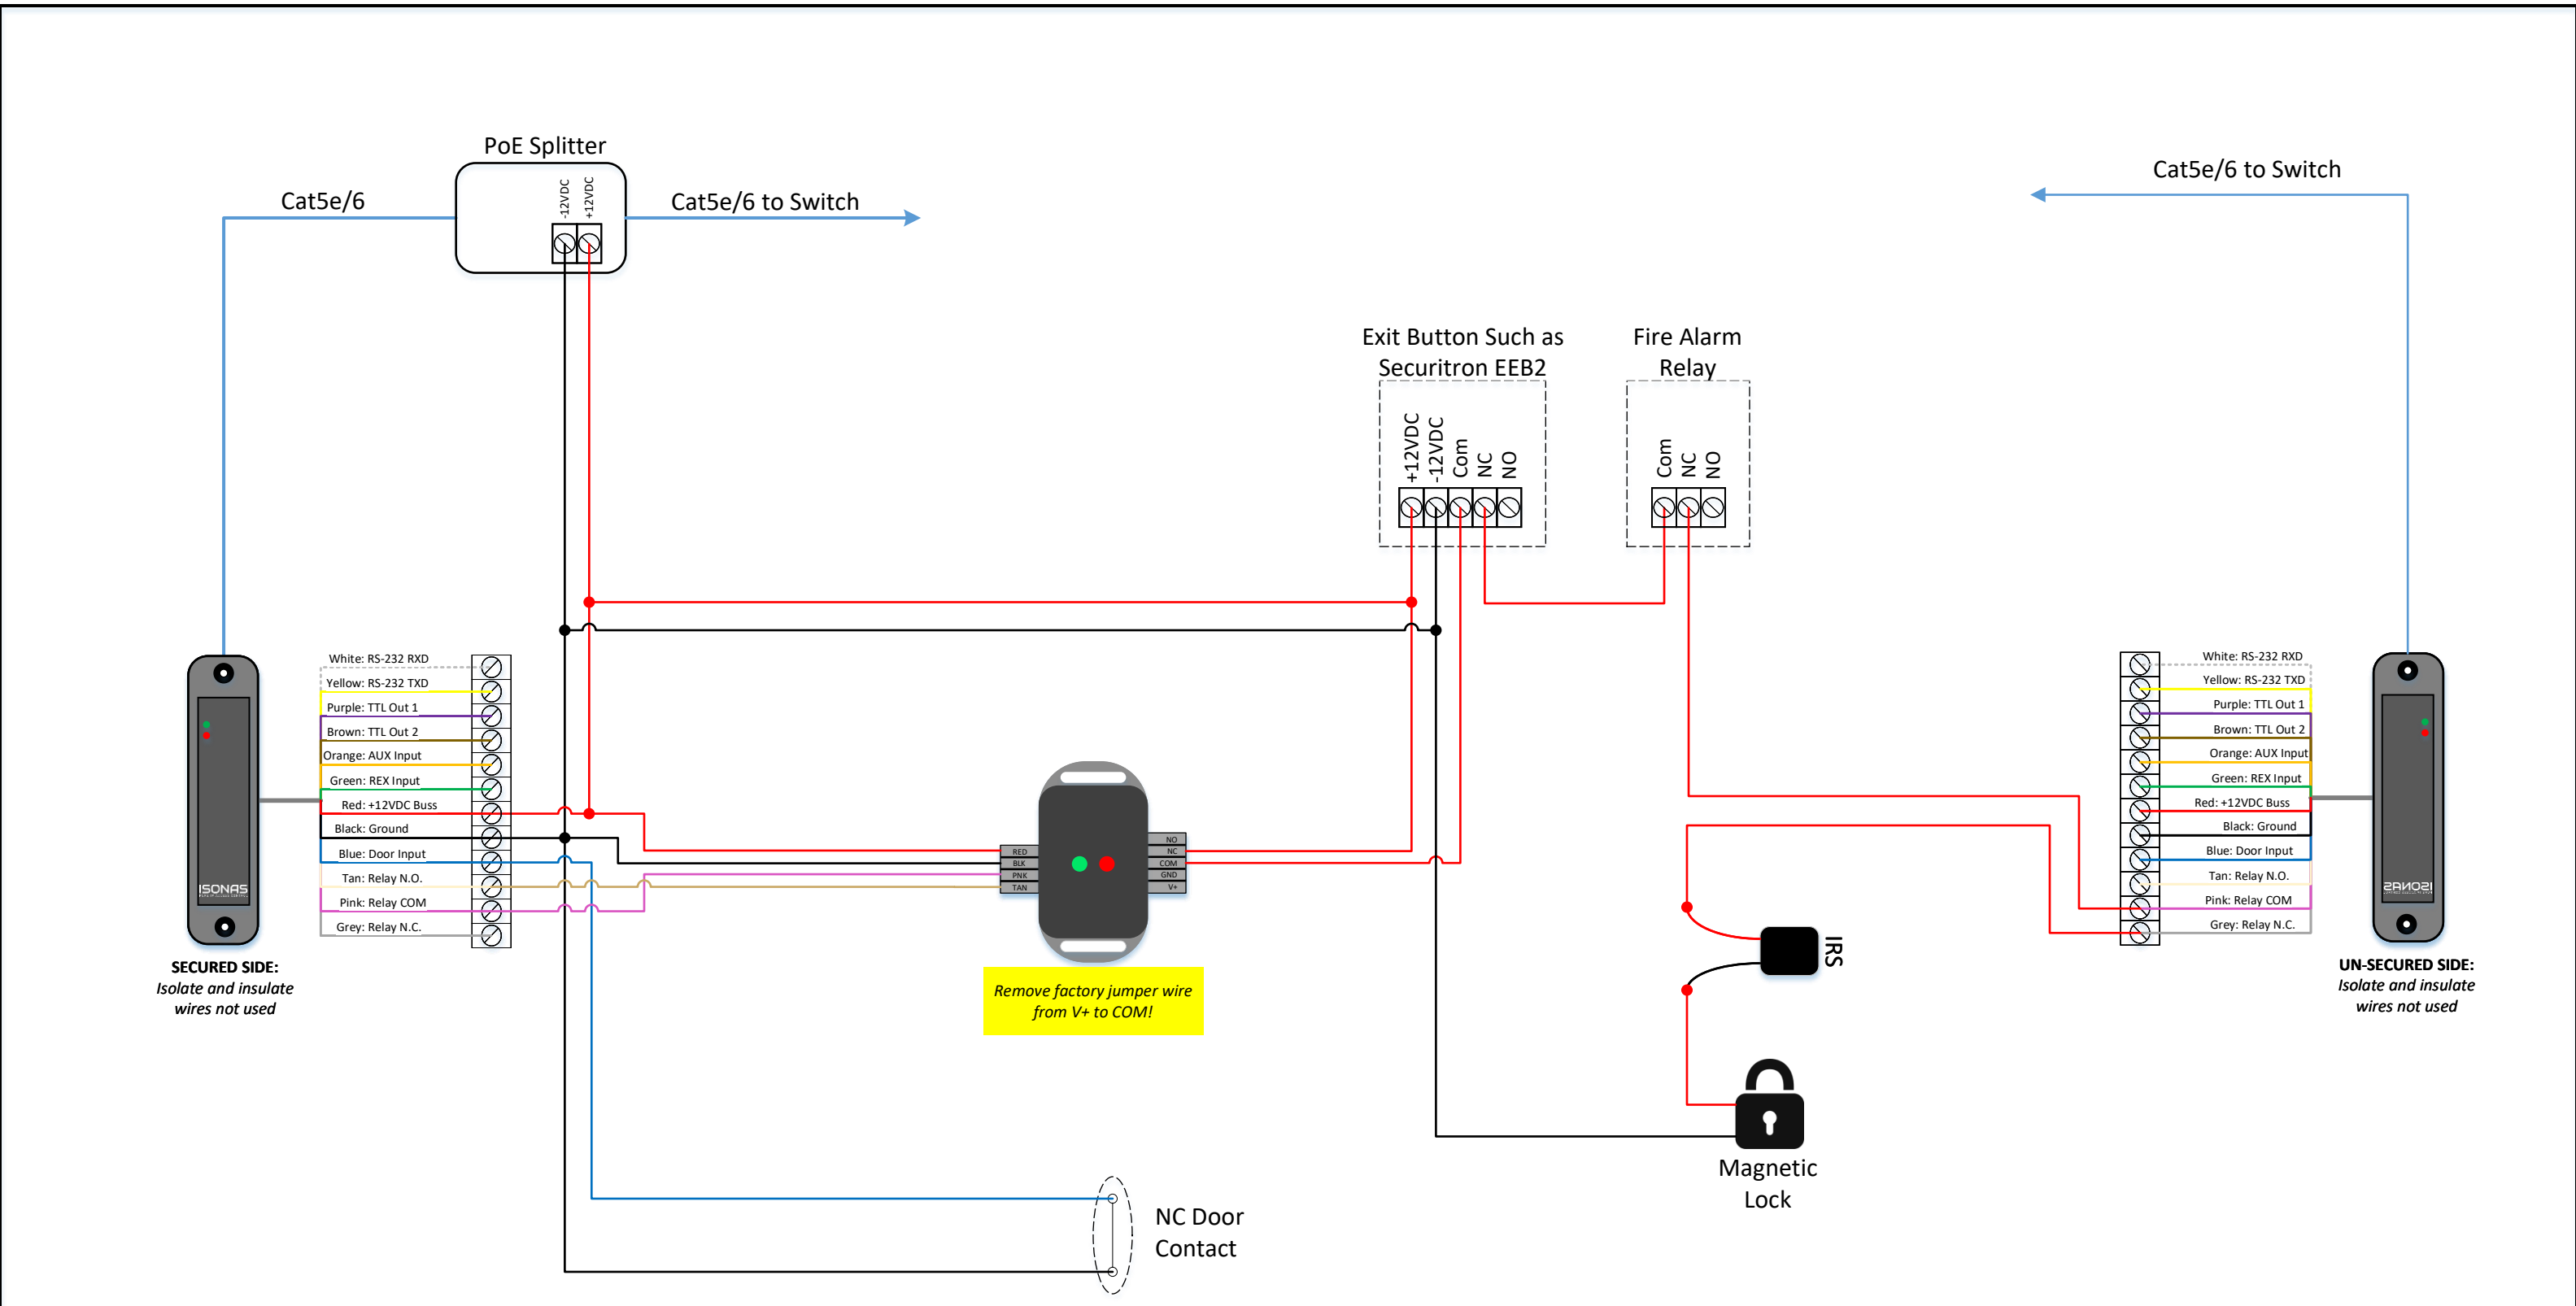 PoE Splitter
-12VDC
+12VDC
Cat5e/6
Cat5e/6 to Switch
Cat5e/6 to Switch
Exit Button Such as
Securitron EEB2
+12VDC
-12VDC
Com
NC
NO
Fire Alarm
Relay
Com
NC
NO
White: RS-232 RXD
Yellow: RS-232 TXD
Purple: TTL Out 1
Brown: TTL Out 2
Orange: AUX Input
Green: REX Input
Red: +12VDC Buss
Black: Ground
Blue: Door Input
Tan: Relay N.O.
Pink: Relay COM
Grey: Relay N.C.
ISONAS
SECURED SIDE:
Isolate and insulate
wires not used
RED
BLK
PNK
TAN
NO
NC
COM
GND
V+
Remove factory jumper wire
from V+ to COM!
IRS
Magnetic
Lock
NC Door
Contact
White: RS-232 RXD
Yellow: RS-232 TXD
Purple: TTL Out 1
Brown: TTL Out 2
Orange: AUX Input
Green: REX Input
Red: +12VDC Buss
Black: Ground
Blue: Door Input
Tan: Relay N.O.
Pink: Relay COM
Grey: Relay N.C.
ISONAS
UN-SECURED SIDE:
Isolate and insulate
wires not used